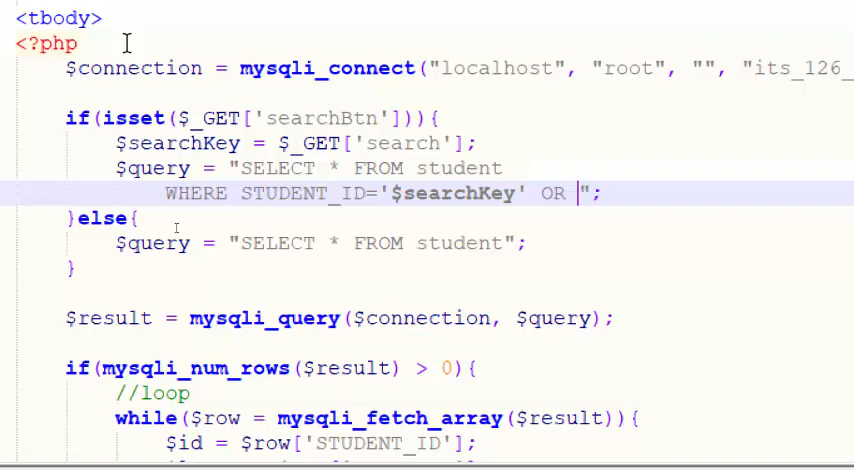 <tbody>
<?php
$connection = mysqli_connect("localhost", "root", "", "its_126_
if(isset($_GET['searchBtn'])){
$searchKey = $_GET['search'];
$query = "SELECT * FROM student
WHERE STUDENT_ID='$searchKey' OR ";
}else{
$query = "SELECT * FROM student";
}
$result = mysqli_query($connection, $query);
if(mysqli_num_rows($result) > 0){
//loop
while($row = mysqli_fetch_array($result)){
$id = $row['STUDENT_ID'];